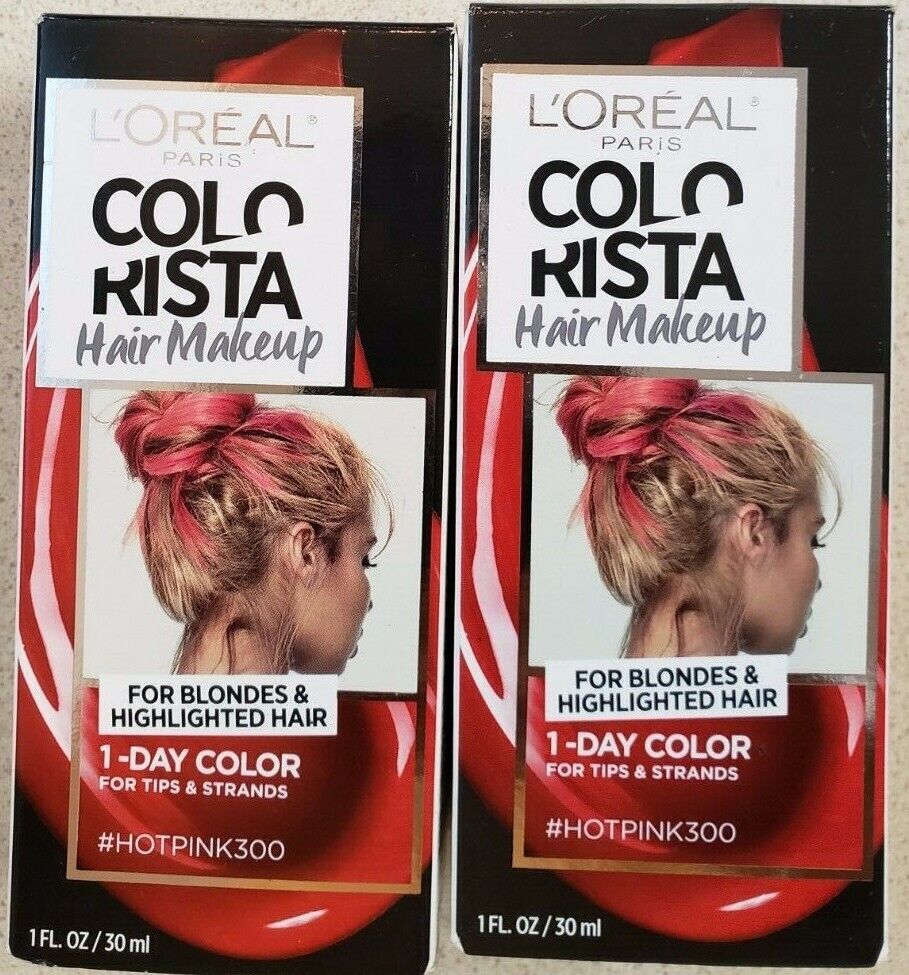 L'ORÉAL®
PARiS
COLO
RISTA
Hair Makeup
FOR BLONDES &
HIGHLIGHTED HAIR
1-DAY COLOR
FOR TIPS & STRANDS
#HOTPINK300
1 FL. OZ / 30 ml
L'ORÉAL®
PARiS
COLO
RISTA
Hair Makeup
FOR BLONDES &
HIGHLIGHTED HAIR
1-DAY COLOR
FOR TIPS & STRANDS
#HOTPINK300
1 FL. OZ / 30 ml